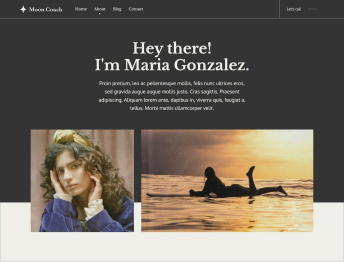 Moon Coach
Home About Blog Contact
Let's call
Hey there!
I'm Maria Gonzalez.
Proin pretium, leo ac pellentesque mollis, felis nunc ultrices eros,
sed gravida augue augue mollis justo. Cras sagittis. Praesent
adipiscing. Aliquam lorem ante, dapibus in, viverra quis, feugiat a,
tellus. Morbi mattis ullamcorper velit.